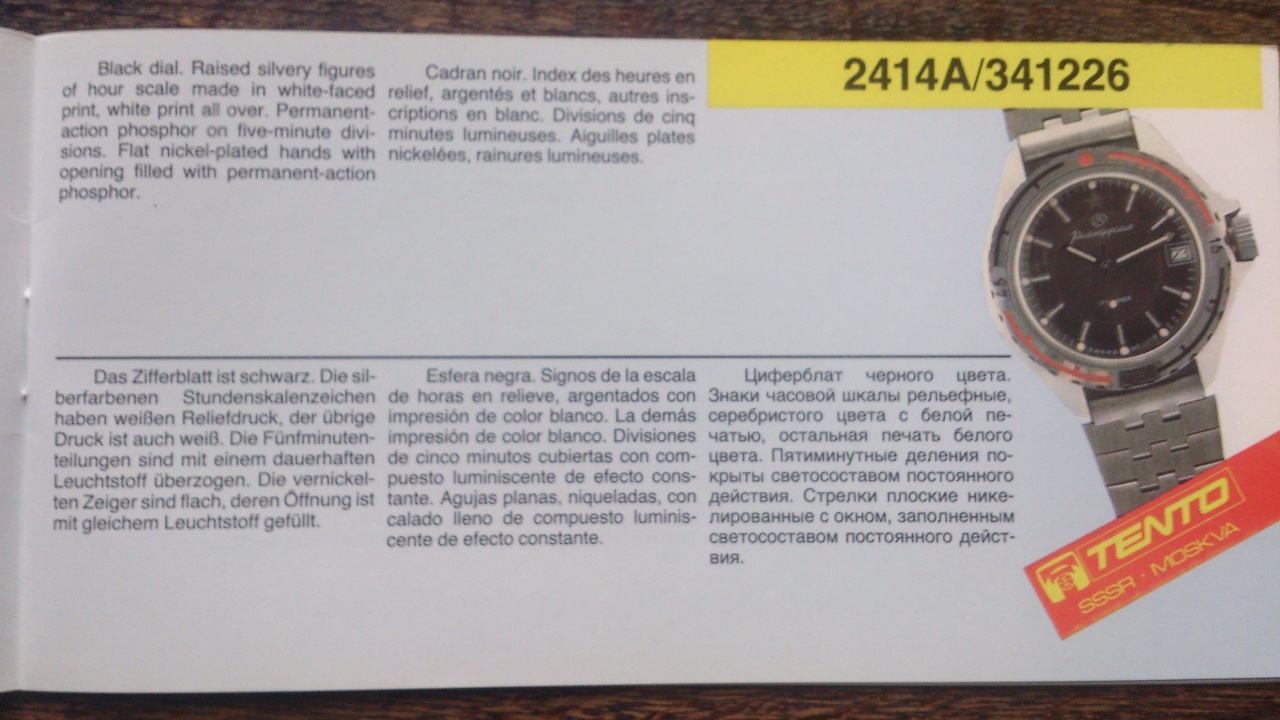 Black dial. Raised silvery figures
of hour scale made in white-faced
print, white print all over. Permanent-
action phosphor on five-minute divi-
sions. Flat nickel-plated hands with
opening filled with permanent-action
phosphor.
Cadran noir. Index des heures en
relief, argentés et blancs, autres ins-
criptions en blanc. Divisions de cinq
minutes lumineuses. Aiguilles plates
nickelées, rainures lumineuses.
2414A/341226
Das Zifferblatt ist schwarz. Die sil-
berfarbenen Stundenskalenzeichen
haben weißen Reliefdruck, der übrige
Druck ist auch weiß. Die Fünfminuten-
teilungen sind mit einem dauerhaften
Leuchtstoff überzogen. Die vernickel-
ten Zeiger sind flach, deren Öffnung ist
mit gleichem Leuchtstoff gefüllt.
Esfera negra. Signos de la escala
de horas en relieve, argentados con
impresión de color blanco. La demás
impresión de color blanco. Divisiones
de cinco minutos cubiertas con com-
puesto luminiscente de efecto cons-
tante. Agujas planas, niqueladas, con
calado lleno de compuesto luminis-
cente de efecto constante.
Циферблат черного цвета.
Знаки часовой шкалы рельефные,
серебристого цвета с белой пе-
чатью, остальная печать белого
цвета. Пятиминутные деления по-
крыты светосоставом постоянного
действия. Стрелки плоские нике-
лированные с окном, заполненным
светосоставом постоянного дейст-
вия.
TENTO
SSSR · MOSKVA